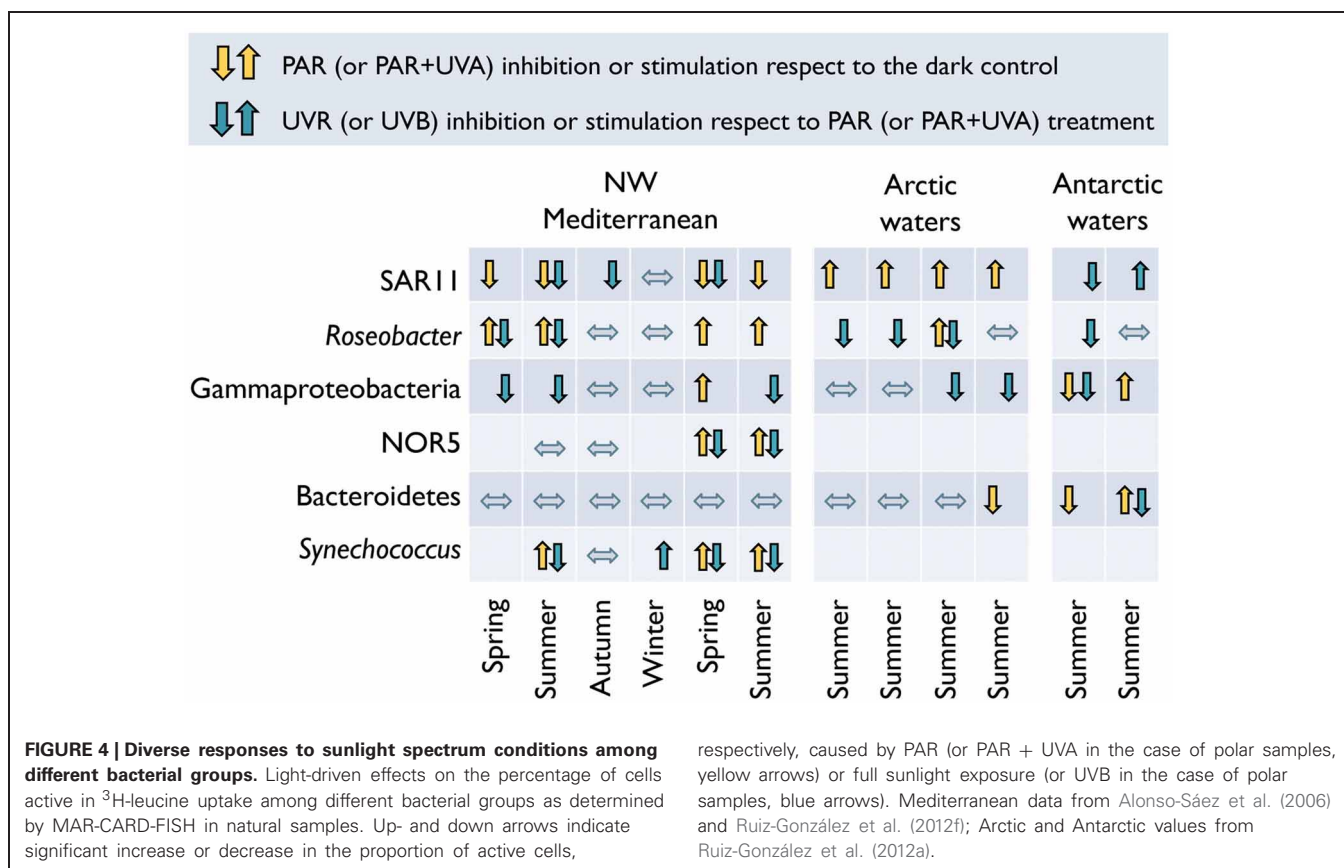 PAR (or PAR+UVA) inhibition or stimulation respect to the dark control
UVR (or UVB) inhibition or stimulation respect to PAR (or PAR+UVA) treatment
NW
Mediterranean
Arctic
waters
Antarctic
waters
SAR11
Roseobacter
Gammaproteobacteria
NOR5
Bacteroidetes
Synechococcus
Spring
Summer
Autumn
Winter
Spring
Summer
Summer
Summer
Summer
Summer
Summer
Summer
FIGURE 4 | Diverse responses to sunlight spectrum conditions among
different bacterial groups. Light-driven effects on the percentage of cells
active in ³H-leucine uptake among different bacterial groups as determined
by MAR-CARD-FISH in natural samples. Up- and down arrows indicate
significant increase or decrease in the proportion of active cells,
respectively, caused by PAR (or PAR + UVA in the case of polar samples,
yellow arrows) or full sunlight exposure (or UVB in the case of polar
samples, blue arrows). Mediterranean data from Alonso-Sáez et al. (2006)
and Ruiz-González et al. (2012f); Arctic and Antarctic values from
Ruiz-González et al. (2012a).